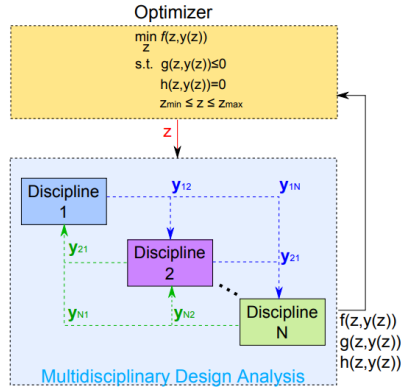 Optimizer
min f(z,y(z))
z
s.t. g(z,y(z))≤0
h(z,y(z))=0
zmin ≤ z ≤ zmax
z
Discipline
1
y12
y1N
y21
Discipline
2
y21
yN1
yN2
Discipline
N
f(z,y(z))
g(z,y(z))
h(z,y(z))
Multidisciplinary Design Analysis